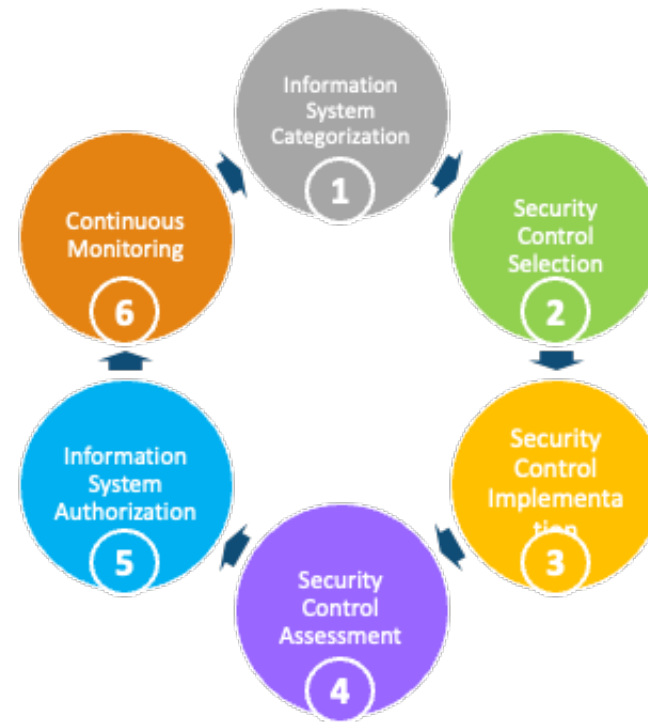 Information
System
Categorization
1
Security
Control
Selection
2
Security
Control
Implementa
tion
3
Security
Control
Assessment
4
Information
System
Authorization
5
Continuous
Monitoring
6